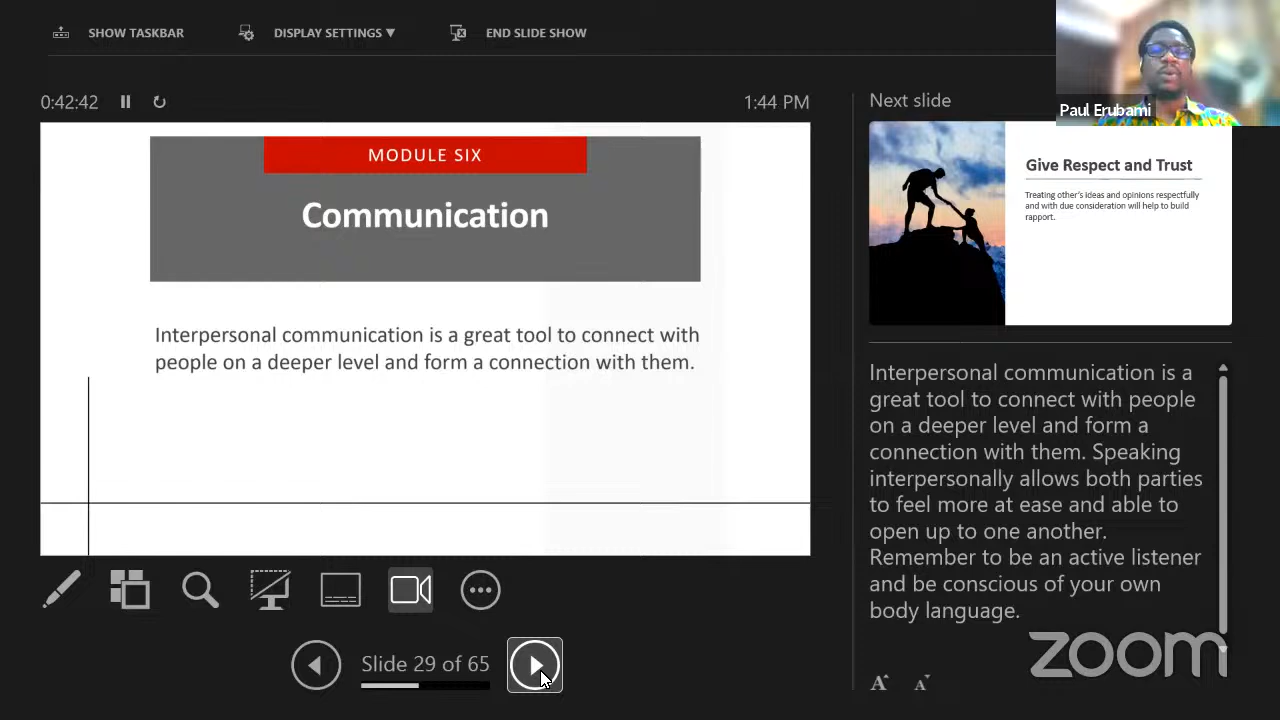 SHOW TASKBAR
DISPLAY SETTINGS ▼
END SLIDE SHOW
Paul Erubami
0:42:42
1:44 PM
Next slide
MODULE SIX
Communication
Interpersonal communication is a great tool to connect with
people on a deeper level and form a connection with them.
Give Respect and Trust
Treating other's ideas and opinions respectfully
and with due consideration will help to build
rapport.
Interpersonal communication is a
great tool to connect with people
on a deeper level and form a
connection with them. Speaking
interpersonally allows both parties
to feel more at ease and able to
open up to one another.
Remember to be an active listener
and be conscious of your own
body language.
Slide 29 of 65
zoom
A A